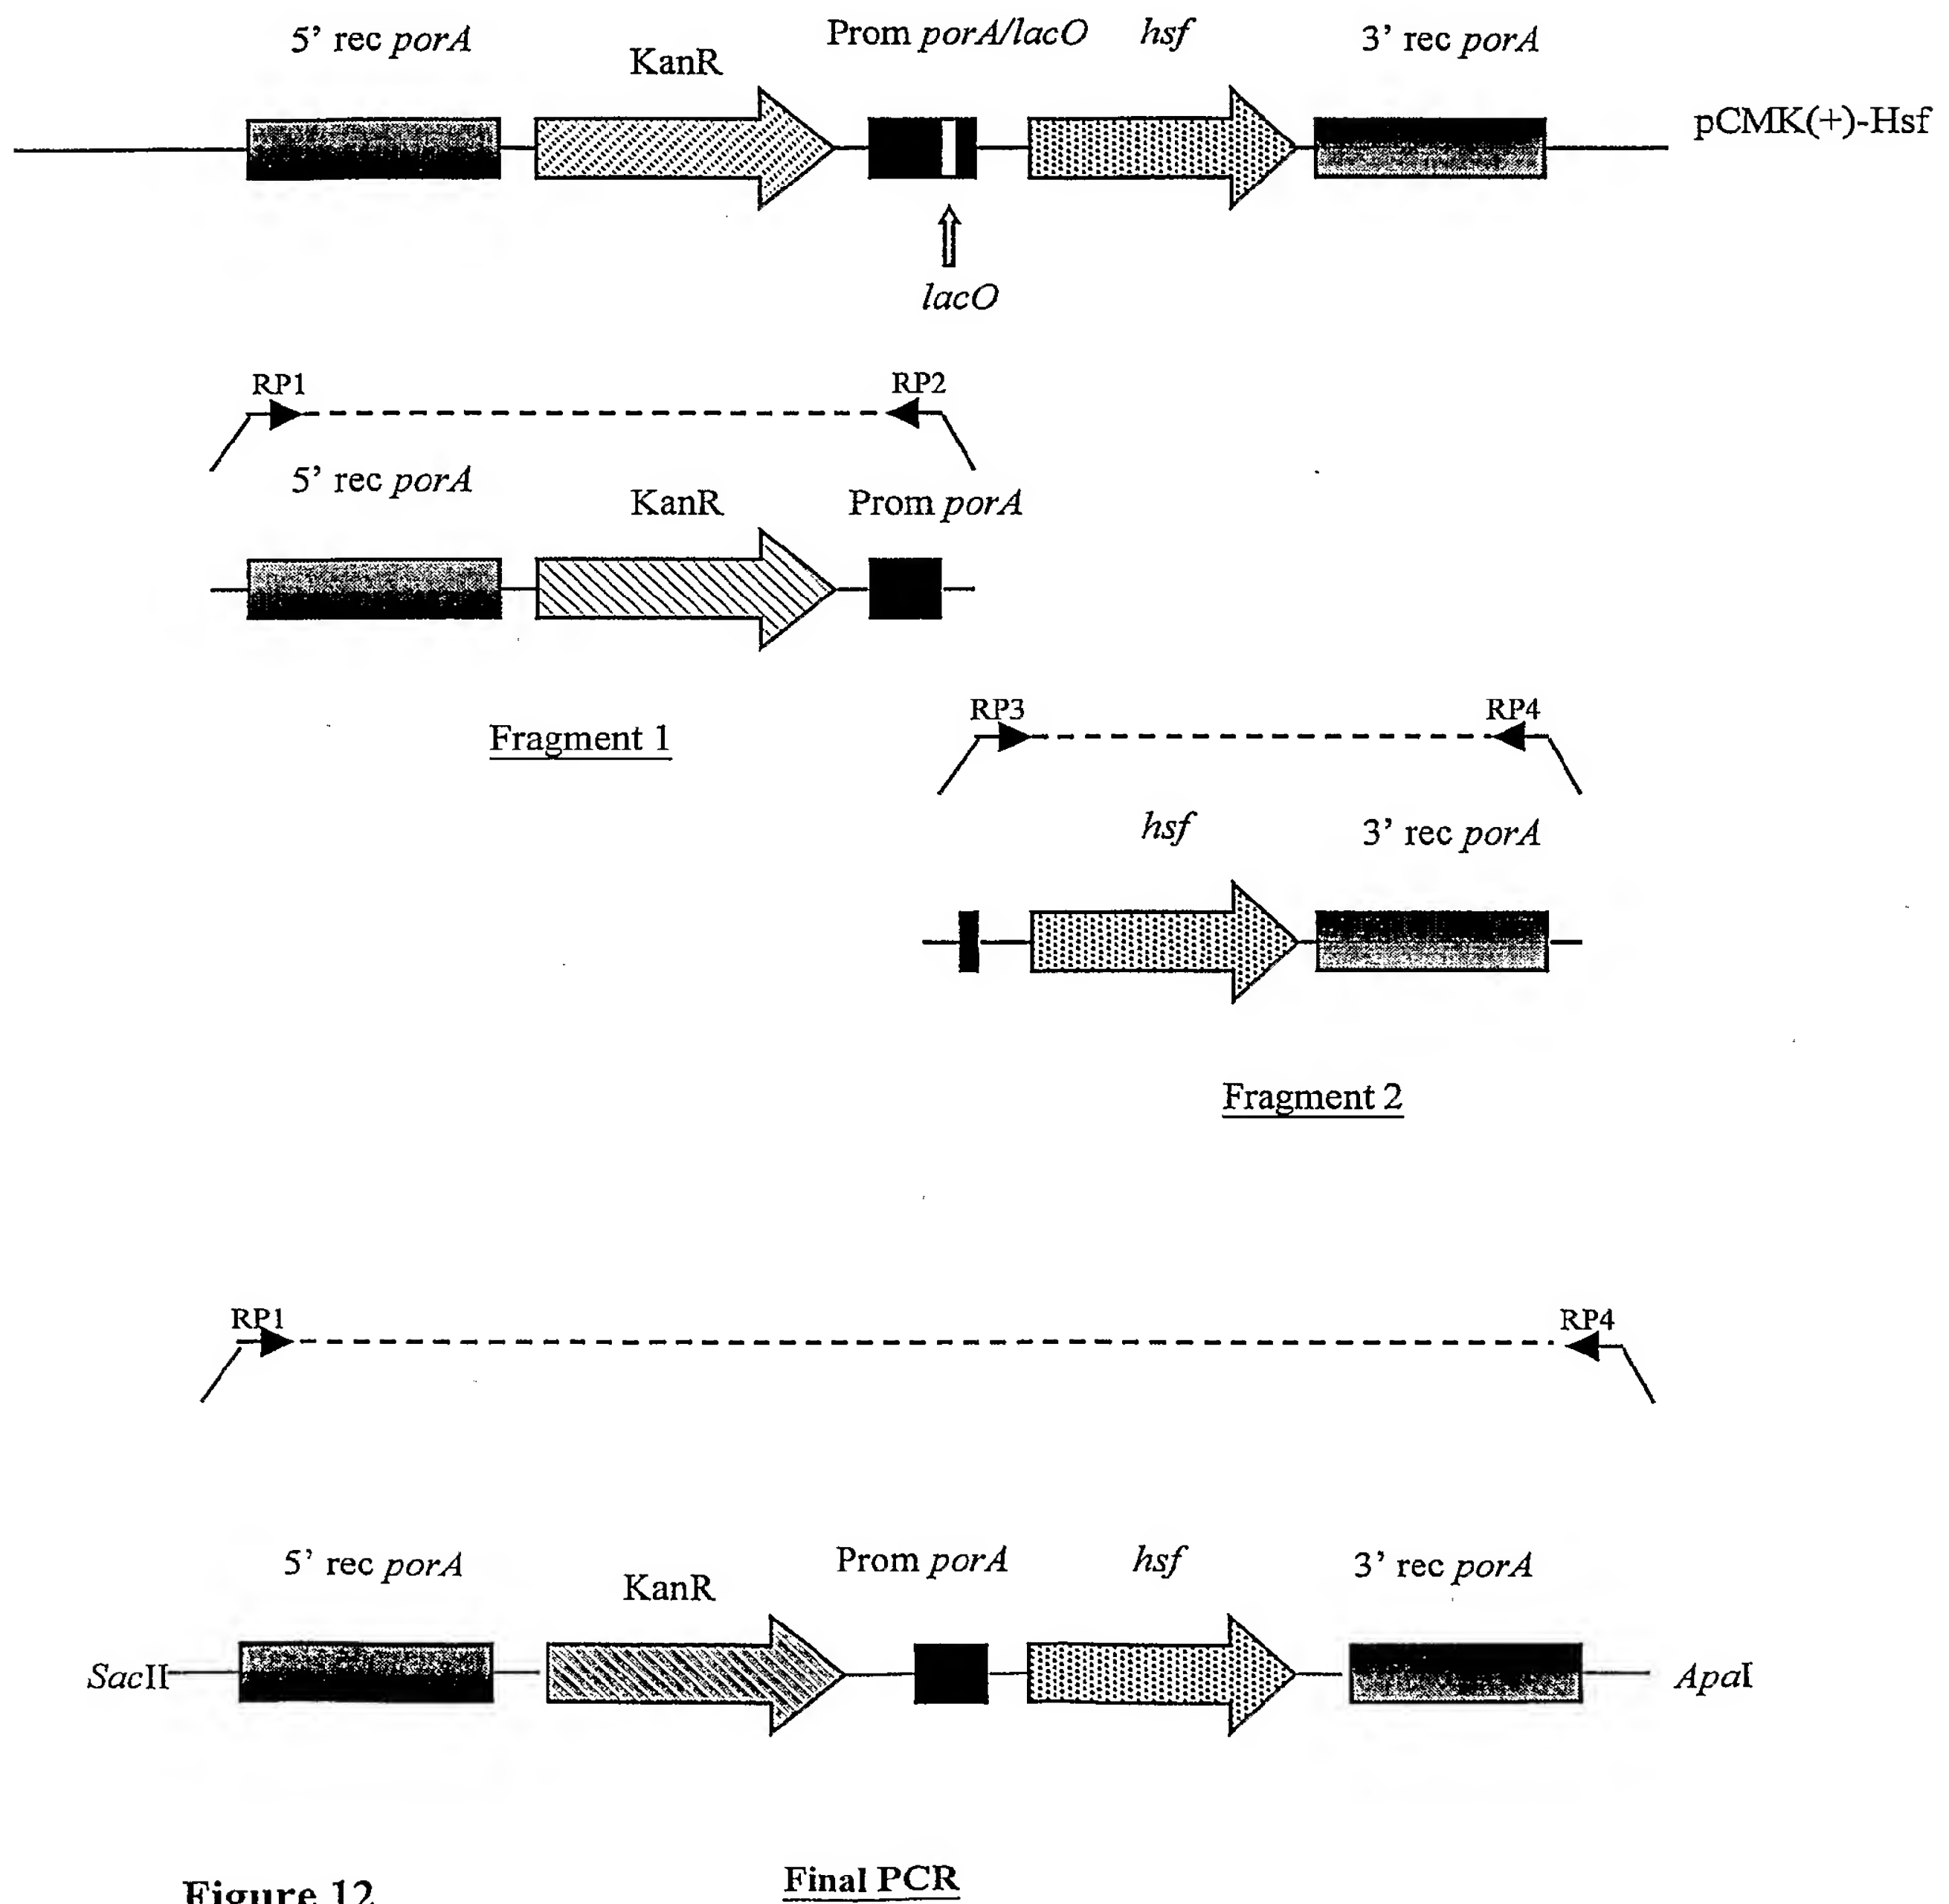 5’ rec porA
KanR
Prom porA/lacO
hsf
3’ rec porA
pCMK(+)-Hsf
lacO
RP1
RP2
5’ rec porA
KanR
Prom porA
Fragment 1
RP3
RP4
hsf
3’ rec porA
Fragment 2
RP1
RP4
5’ rec porA
KanR
Prom porA
hsf
3’ rec porA
SacII
ApaI
Final PCR
Figure 12